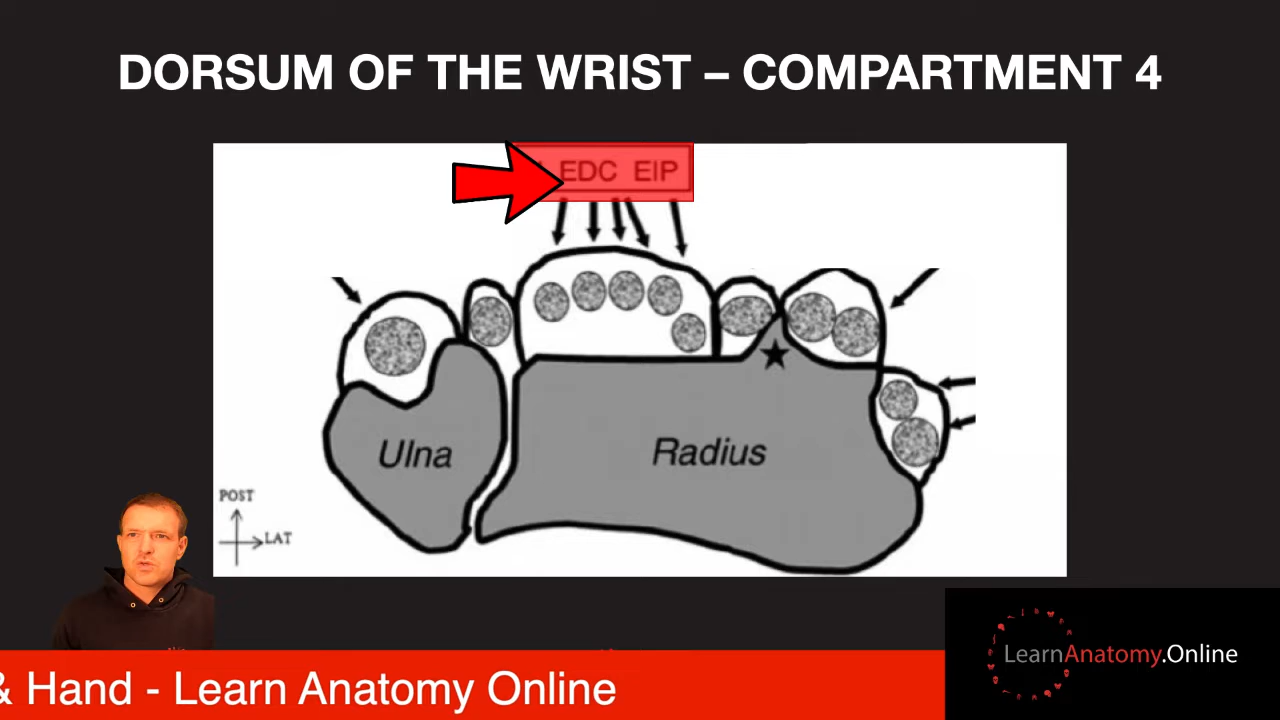 DORSUM OF THE WRIST – COMPARTMENT 4
EDC EIP
Ulna
Radius
POST
LAT
& Hand - Learn Anatomy Online
LearnAnatomy.Online